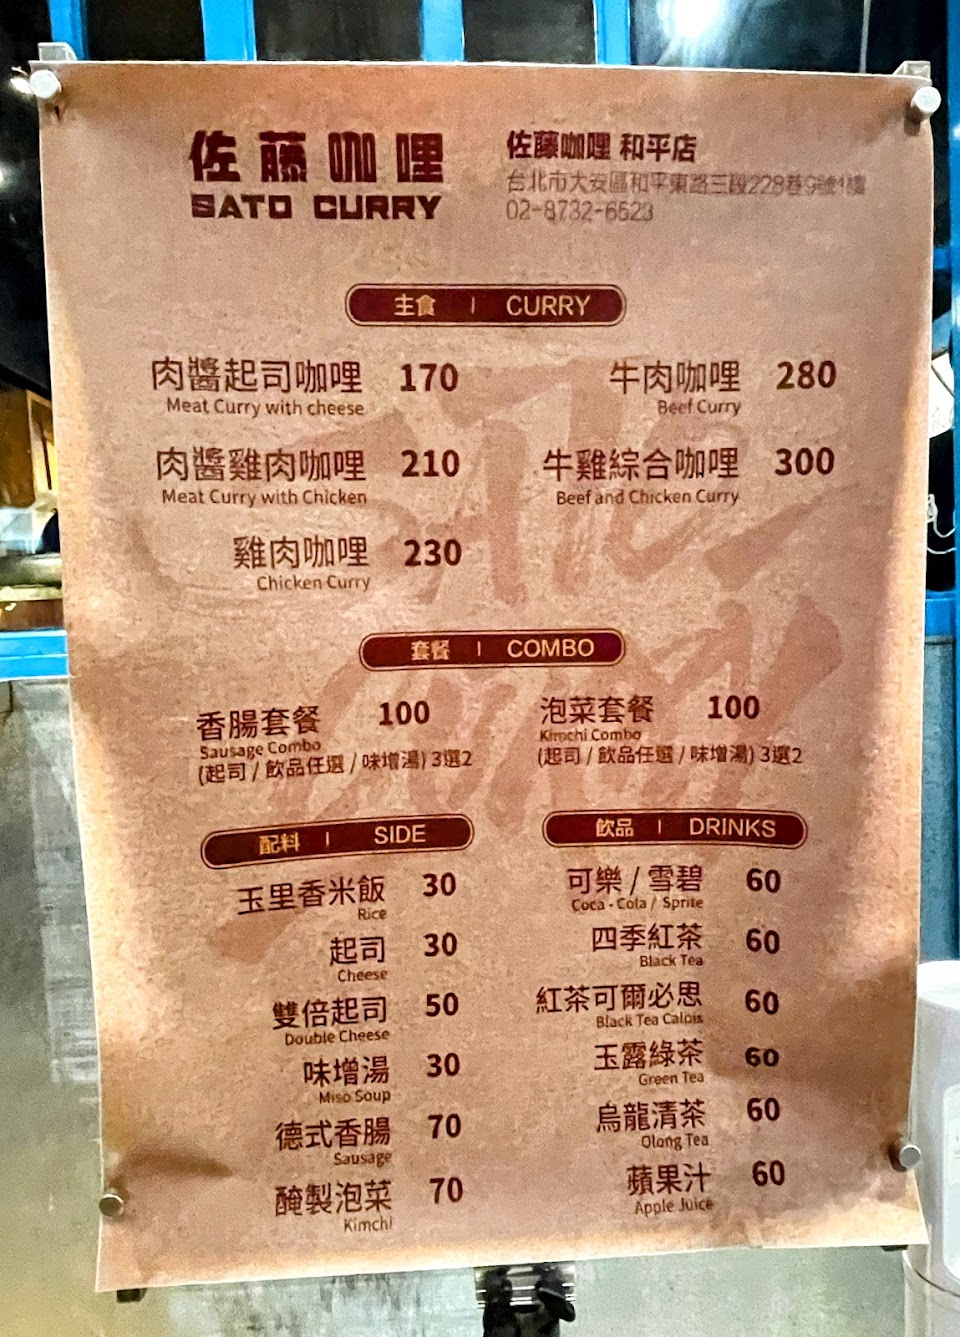 佐藤咖哩
SATO CURRY
佐藤咖哩 和平店
台北市大安區和平東路三段228巷9號1樓
02-8732-6523
主食 | CURRY
肉醬起司咖哩 170
Meat Curry with cheese
肉醬雞肉咖哩 210
Meat Curry with Chicken
雞肉咖哩 230
Chicken Curry
牛肉咖哩 280
Beef Curry
牛雞綜合咖哩 300
Beef and Chicken Curry
套餐 | COMBO
香腸套餐 100
Sausage Combo
(起司 / 飲品任選 / 味增湯) 3選2
泡菜套餐 100
Kimchi Combo
(起司 / 飲品任選 / 味增湯) 3選2
配料 | SIDE
玉里香米飯 30
Rice
起司 30
Cheese
雙倍起司 50
Double Cheese
味增湯 30
Miso Soup
德式香腸 70
Sausage
醃製泡菜 70
Kimchi
飲品 | DRINKS
可樂 / 雪碧 60
Coca - Cola / Sprite
四季紅茶 60
Black Tea
紅茶可爾必思 60
Black Tea Calpis
玉露綠茶 60
Green Tea
烏龍清茶 60
Olong Tea
蘋果汁 60
Apple Juice